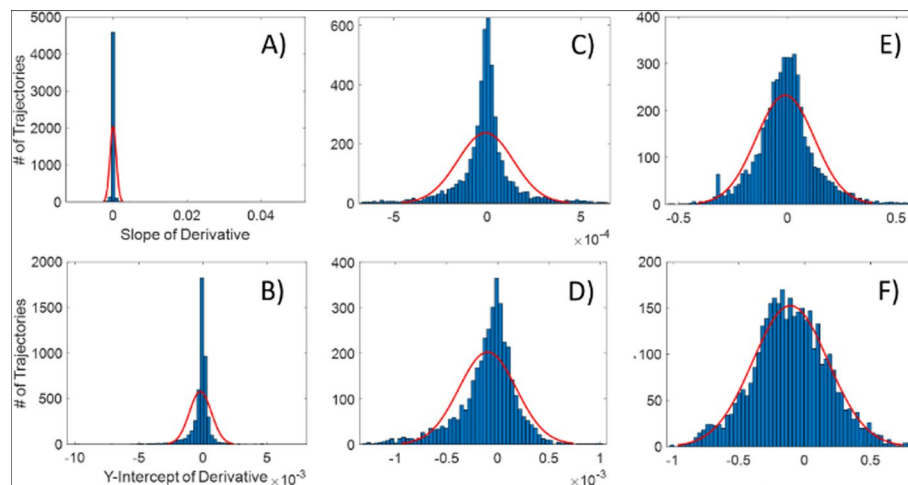 5000
4000
3000
2000
1000
0
# of Trajectories
A)
0 0.02 0.04
Slope of Derivative
600
400
200
0
C)
-5 0 5
×10⁻⁴
400
300
200
100
0
E)
-0.5 0 0.5
2000
1500
1000
500
0
# of Trajectories
B)
-10 -5 0 5
Y-Intercept of Derivative ×10⁻³
400
300
200
100
0
D)
-1 -0.5 0 0.5 1
×10⁻³
200
150
100
50
0
F)
-1 -0.5 0 0.5